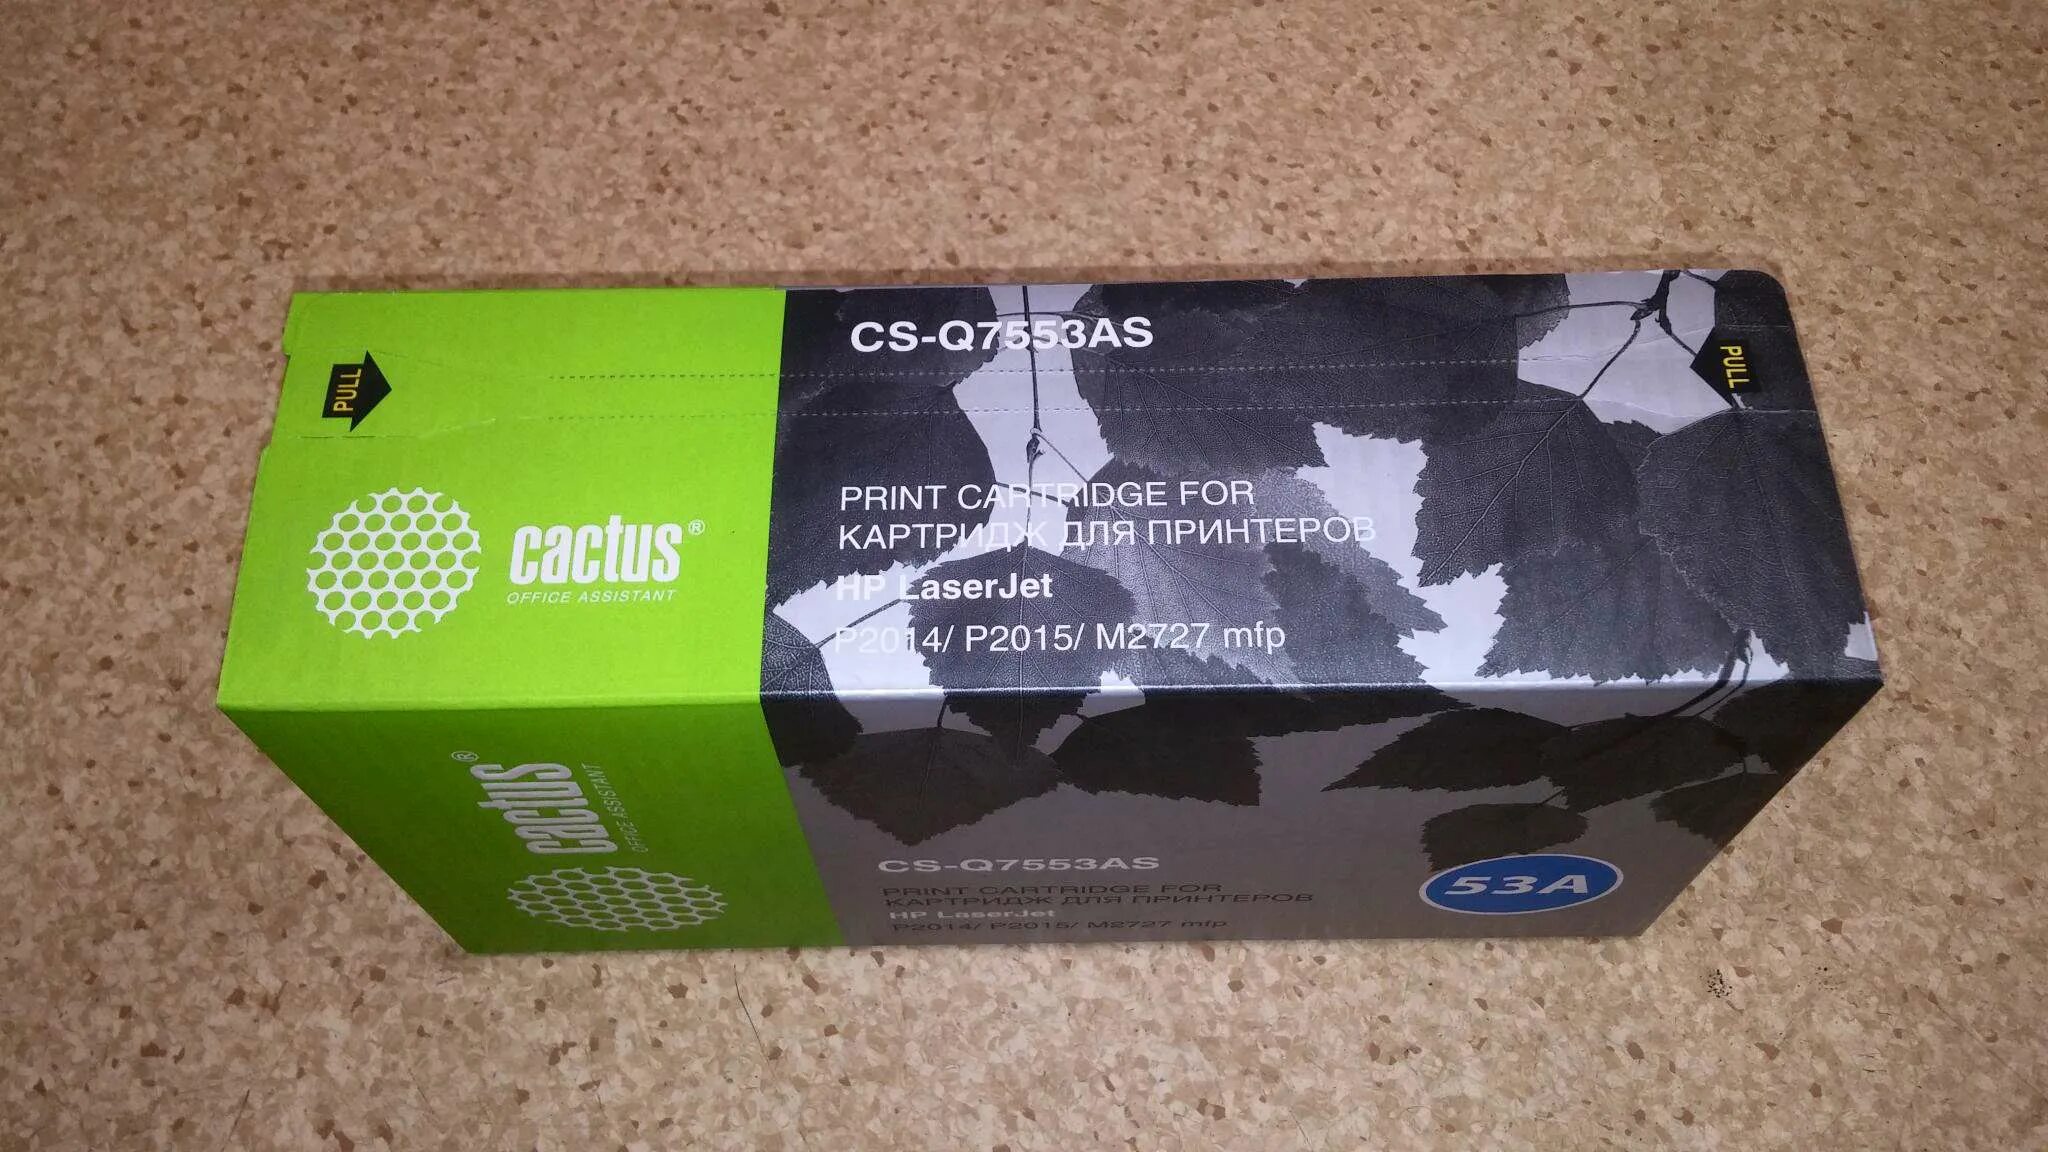 CS-Q7553AS
PULL
PULL
PRINT CARTRIDGE FOR
КАРТРИДЖ ДЛЯ ПРИНТЕРОВ
HP LaserJet
P2014/ P2015/ M2727 mfp
cactus®
OFFICE ASSISTANT
cactus®
OFFICE ASSISTANT
CS-Q7553AS
PRINT CARTRIDGE FOR
КАРТРИДЖ ДЛЯ ПРИНТЕРОВ
HP LaserJet
P2014/ P2015/ M2727 mfp
53A